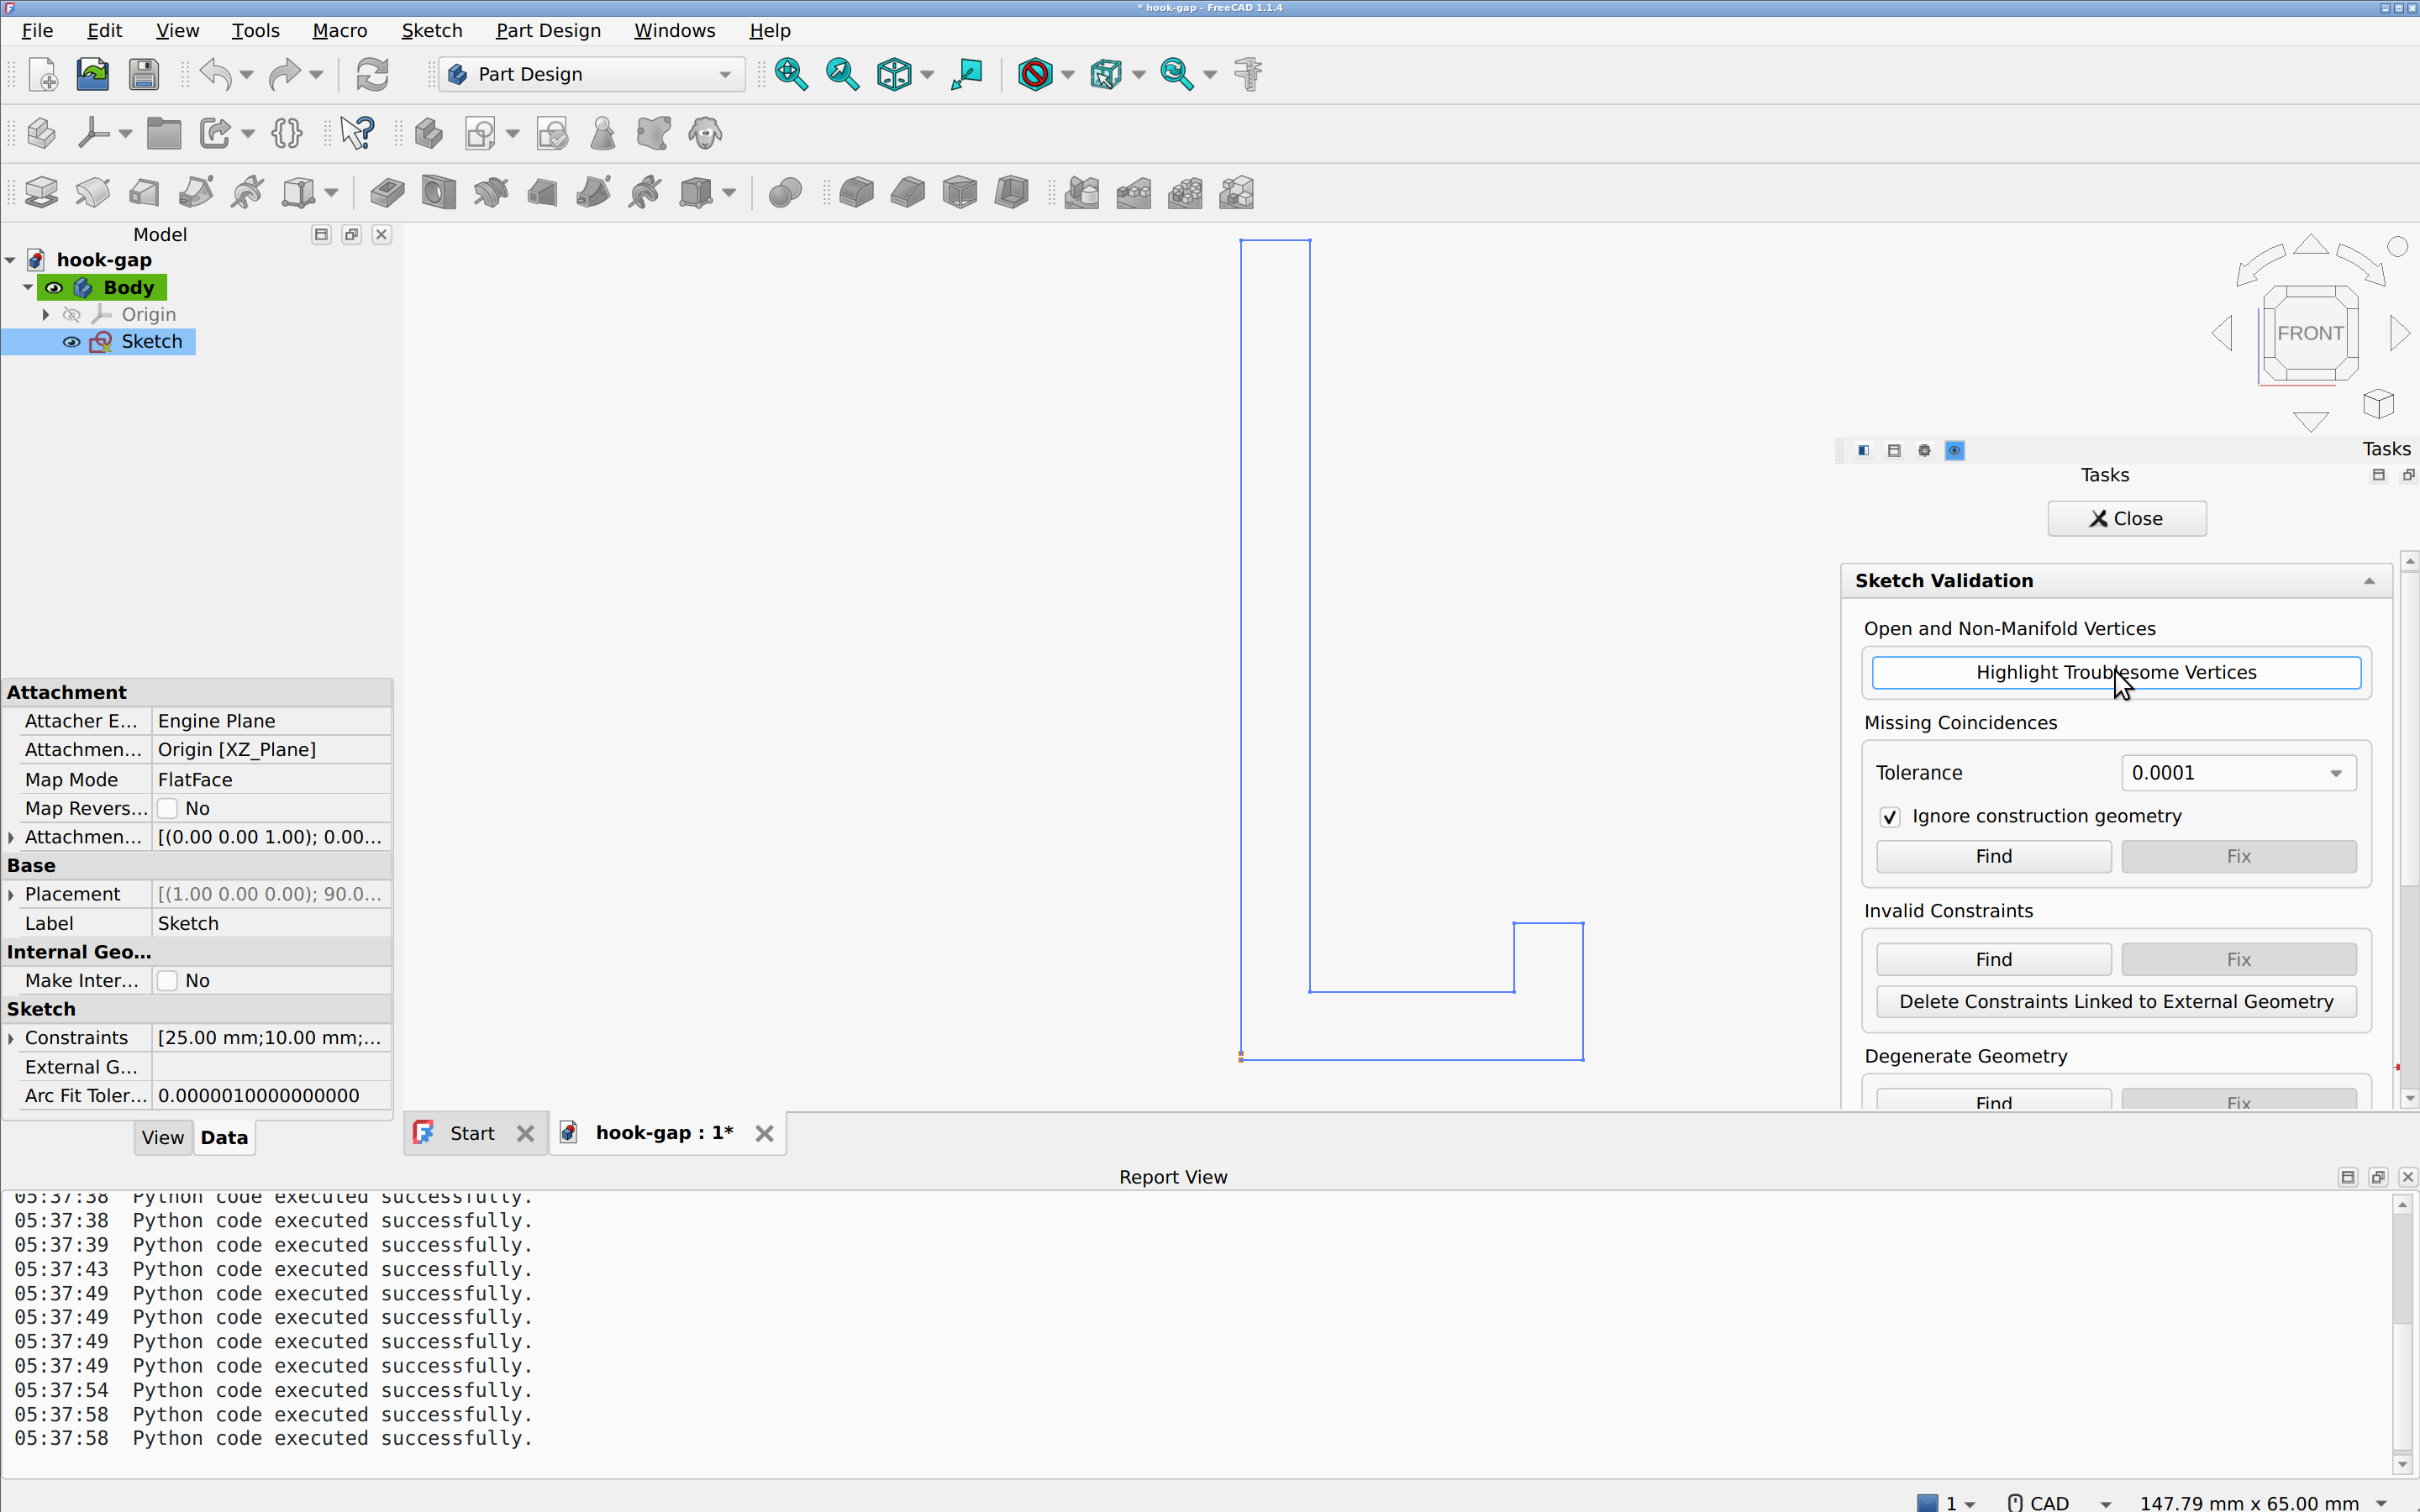 * hook-gap - FreeCAD 1.1.4
File Edit View Tools Macro Sketch Part Design Windows Help
Part Design
Model
hook-gap
Body
Origin
Sketch
FRONT
Tasks
Tasks
Close
Sketch Validation
Open and Non-Manifold Vertices
Highlight Troublesome Vertices
Missing Coincidences
Tolerance 0.0001
Ignore construction geometry
Find Fix
Invalid Constraints
Find Fix
Delete Constraints Linked to External Geometry
Degenerate Geometry
Find Fix
Attachment
Attacher E... Engine Plane
Attachmen... Origin [XZ_Plane]
Map Mode FlatFace
Map Revers... No
Attachmen... [(0.00 0.00 1.00); 0.00...
Base
Placement [(1.00 0.00 0.00); 90.0...
Label Sketch
Internal Geo...
Make Inter... No
Sketch
Constraints [25.00 mm;10.00 mm;...
External G...
Arc Fit Toler... 0.0000010000000000
View Data
Start
hook-gap : 1*
Report View
05:37:38 Python code executed successfully.
05:37:38 Python code executed successfully.
05:37:39 Python code executed successfully.
05:37:43 Python code executed successfully.
05:37:49 Python code executed successfully.
05:37:49 Python code executed successfully.
05:37:49 Python code executed successfully.
05:37:49 Python code executed successfully.
05:37:54 Python code executed successfully.
05:37:58 Python code executed successfully.
05:37:58 Python code executed successfully.
1 CAD 147.79 mm x 65.00 mm